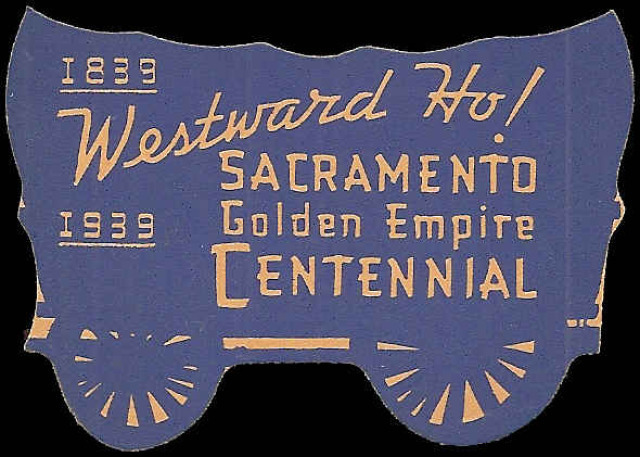 1839
Westward Ho!
SACRAMENTO
1939
Golden Empire
CENTENNIAL